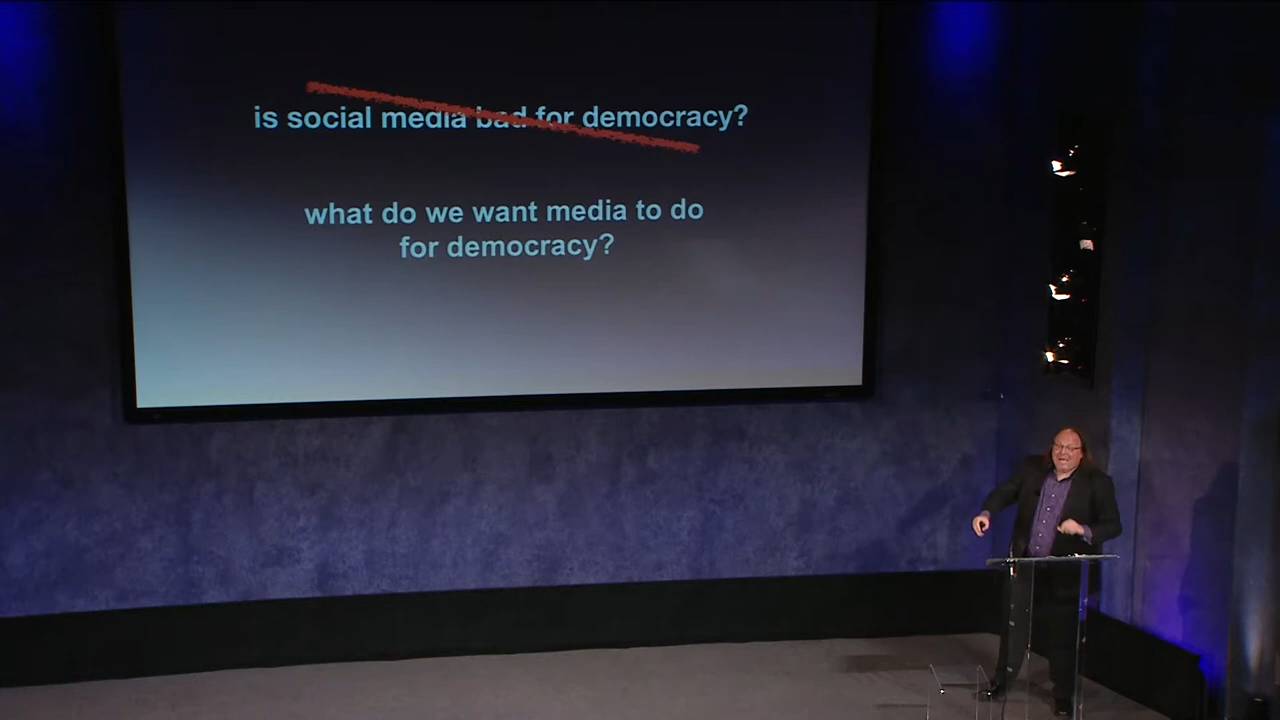 is social media bad for democracy?
what do we want media to do
for democracy?